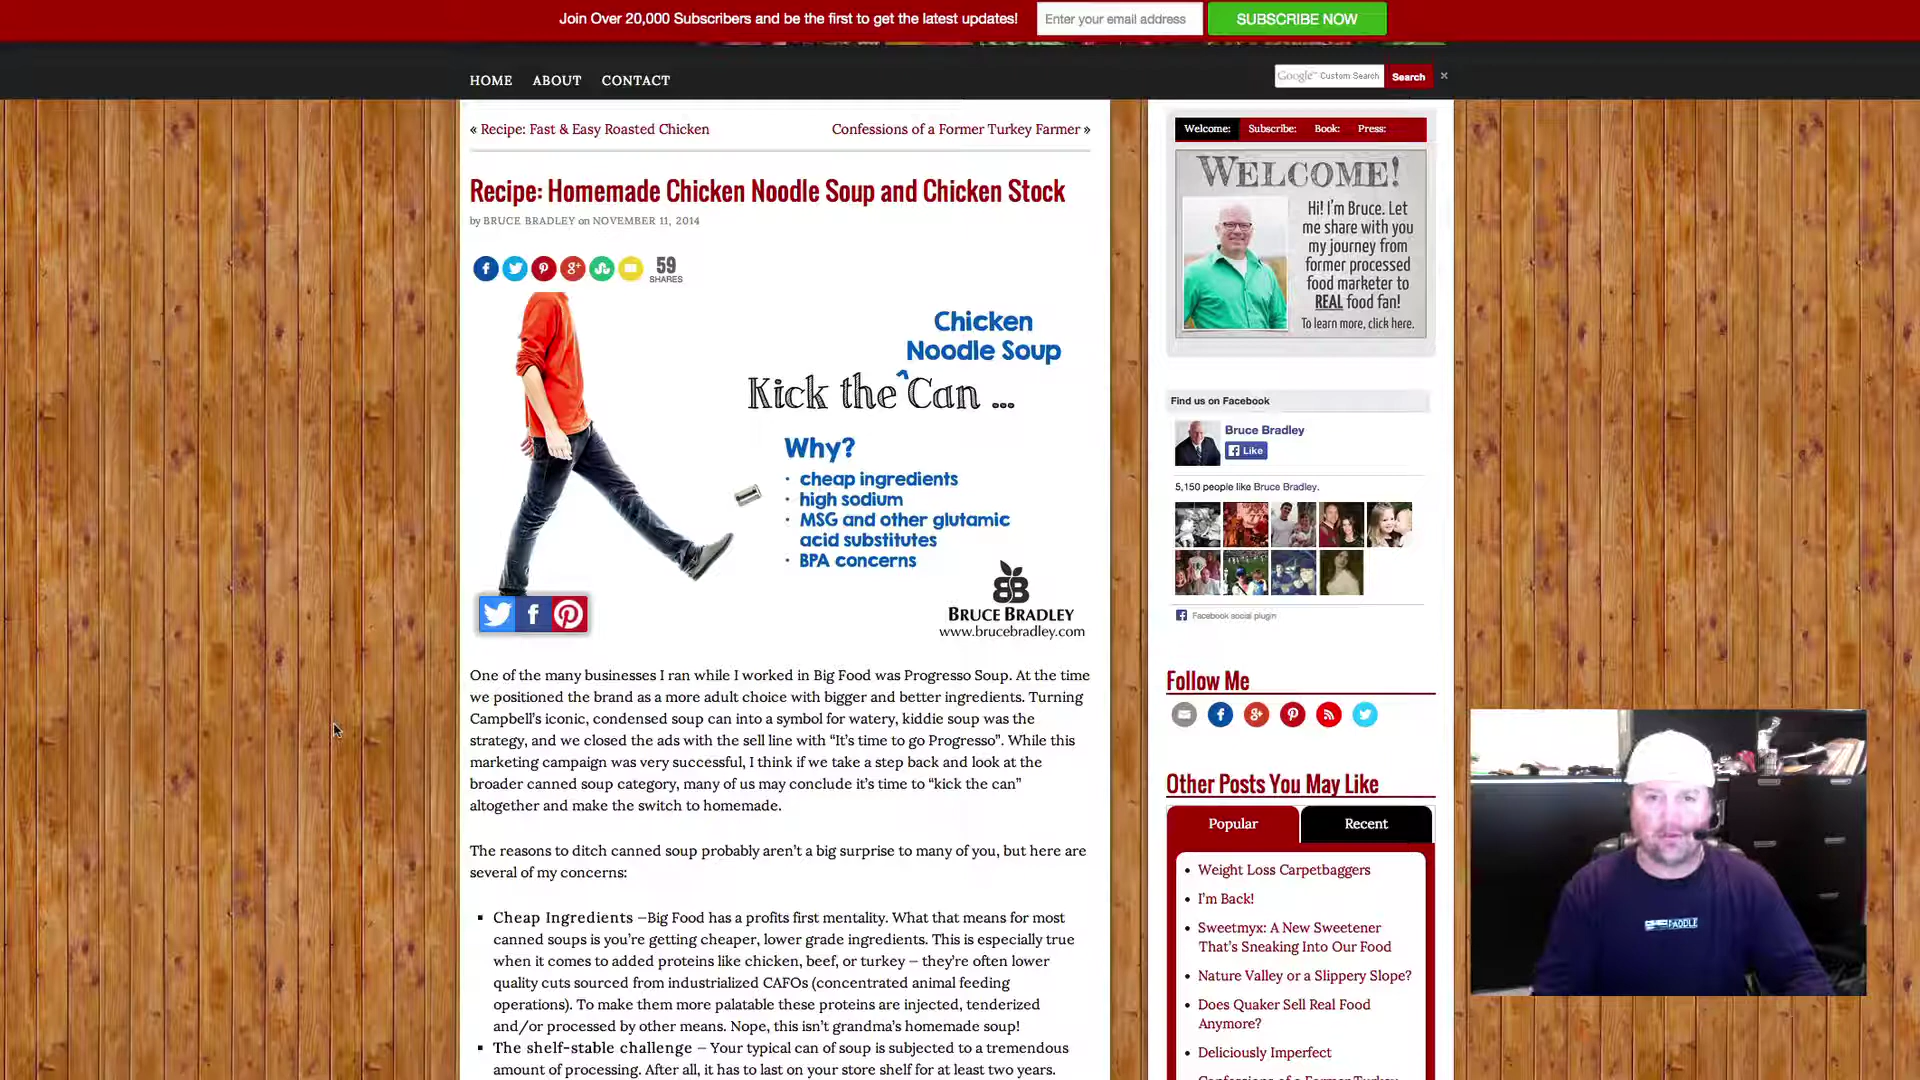 Join Over 20,000 Subscribers and be the first to get the latest updates!
Enter your email address
SUBSCRIBE NOW
HOME ABOUT CONTACT
Google™ Custom Search
Search
×
« Recipe: Fast & Easy Roasted Chicken
Confessions of a Former Turkey Farmer »
Recipe: Homemade Chicken Noodle Soup and Chicken Stock
by BRUCE BRADLEY on NOVEMBER 11, 2014
59
SHARES
Chicken
Noodle Soup
^
Kick the Can ...
Why?
· cheap ingredients
· high sodium
· MSG and other glutamic
acid substitutes
· BPA concerns
BRUCE BRADLEY
www.brucebradley.com
One of the many businesses I ran while I worked in Big Food was Progresso Soup. At the time
we positioned the brand as a more adult choice with bigger and better ingredients. Turning
Campbell's iconic, condensed soup can into a symbol for watery, kiddie soup was the
strategy, and we closed the ads with the sell line with “It's time to go Progresso”. While this
marketing campaign was very successful, I think if we take a step back and look at the
broader canned soup category, many of us may conclude it's time to “kick the can”
altogether and make the switch to homemade.
The reasons to ditch canned soup probably aren't a big surprise to many of you, but here are
several of my concerns:
▪ Cheap Ingredients —Big Food has a profits first mentality. What that means for most
canned soups is you're getting cheaper, lower grade ingredients. This is especially true
when it comes to added proteins like chicken, beef, or turkey — they're often lower
quality cuts sourced from industrialized CAFOs (concentrated animal feeding
operations). To make them more palatable these proteins are injected, tenderized
and/or processed by other means. Nope, this isn't grandma's homemade soup!
▪ The shelf-stable challenge — Your typical can of soup is subjected to a tremendous
amount of processing. After all, it has to last on your store shelf for at least two years.
Welcome: Subscribe: Book: Press:
WELCOME!
Hi! I'm Bruce. Let
me share with you
my journey from
former processed
food marketer to
REAL food fan!
To learn more, click here.
Find us on Facebook
Bruce Bradley
Like
5,150 people like Bruce Bradley.
Facebook social plugin
Follow Me
Other Posts You May Like
Popular
Recent
• Weight Loss Carpetbaggers
• I'm Back!
• Sweetmyx: A New Sweetener
That's Sneaking Into Our Food
• Nature Valley or a Slippery Slope?
• Does Quaker Sell Real Food
Anymore?
• Deliciously Imperfect
PADDLE